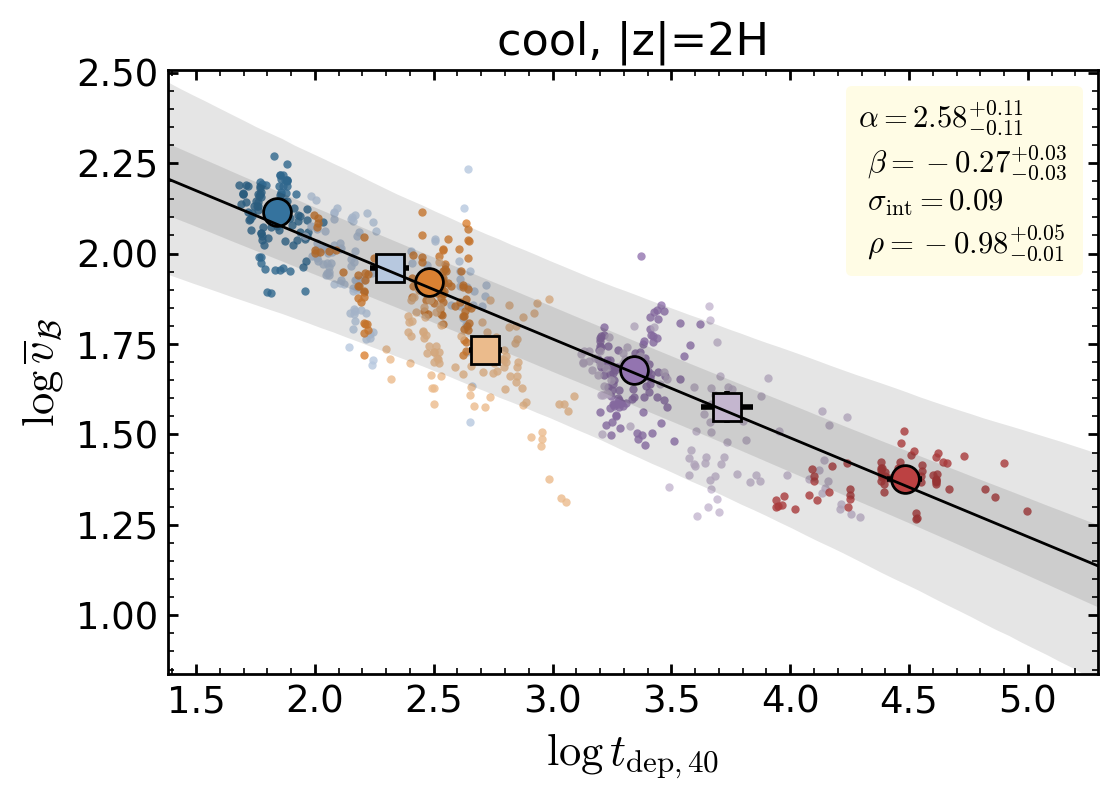 cool, |z|=2H
α = 2.58^{+0.11}_{-0.11}
β = −0.27^{+0.03}_{-0.03}
σ_int = 0.09
ρ = −0.98^{+0.05}_{-0.01}
2.50
2.25
2.00
1.75
1.50
1.25
1.00
log v̅_ℬ
1.5 2.0 2.5 3.0 3.5 4.0 4.5 5.0
log t_{dep, 40}